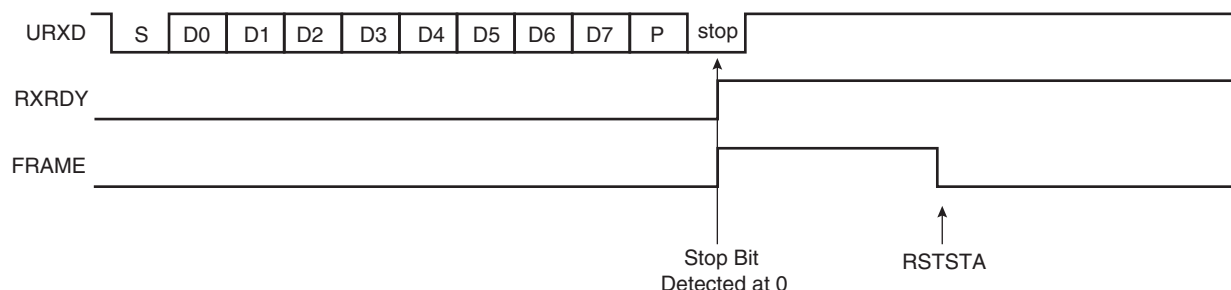 URXD S D0 D1 D2 D3 D4 D5 D6 D7 P stop
RXRDY
FRAME
Stop Bit
Detected at 0
RSTSTA